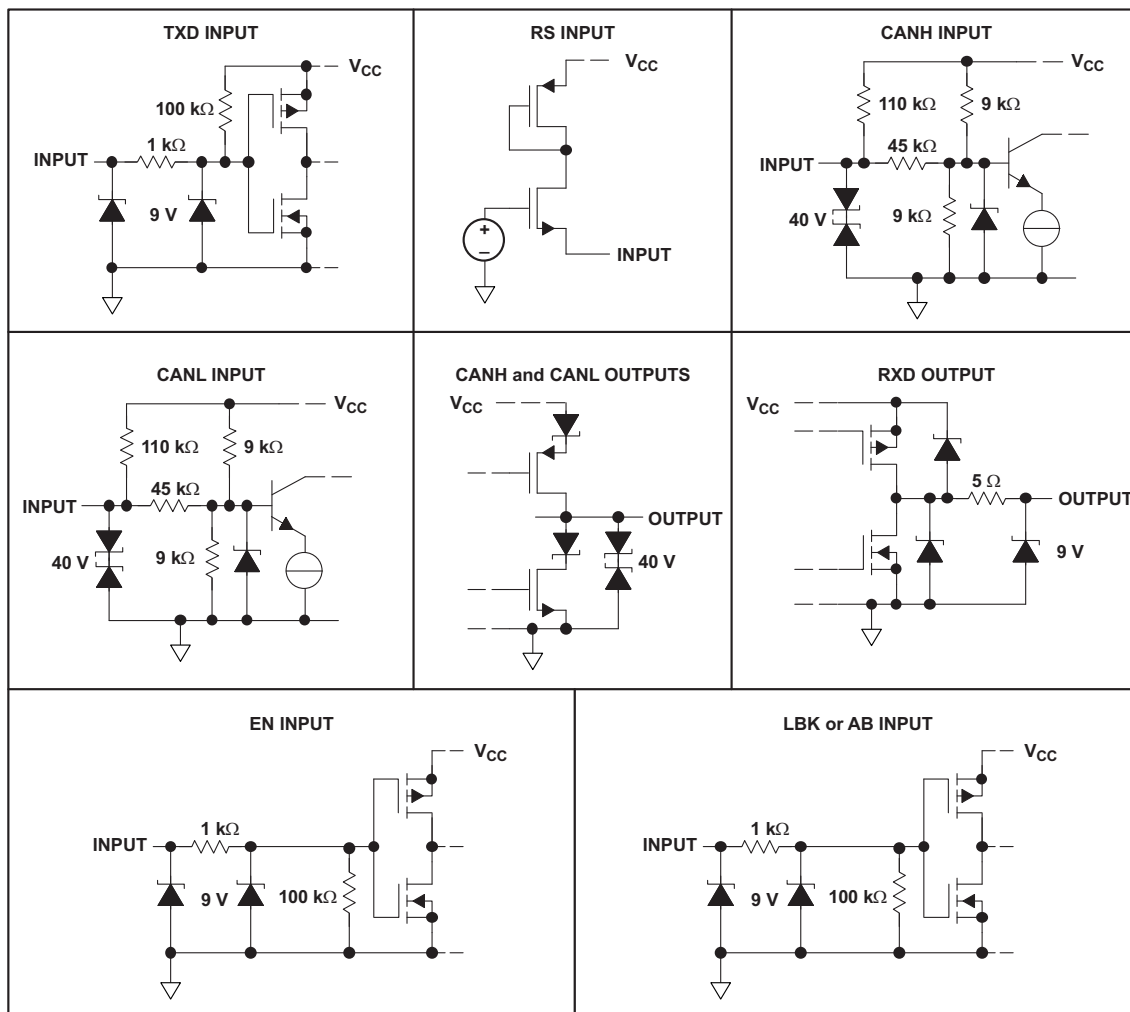 TXD INPUT
V_CC
100 kΩ
1 kΩ
INPUT
9 V
RS INPUT
V_CC
+
−
INPUT
CANH INPUT
V_CC
110 kΩ
9 kΩ
45 kΩ
INPUT
40 V
9 kΩ
CANL INPUT
V_CC
110 kΩ
9 kΩ
45 kΩ
INPUT
40 V
9 kΩ
CANH and CANL OUTPUTS
V_CC
OUTPUT
40 V
RXD OUTPUT
V_CC
5 Ω
OUTPUT
9 V
EN INPUT
V_CC
1 kΩ
INPUT
9 V
100 kΩ
LBK or AB INPUT
V_CC
1 kΩ
INPUT
9 V
100 kΩ